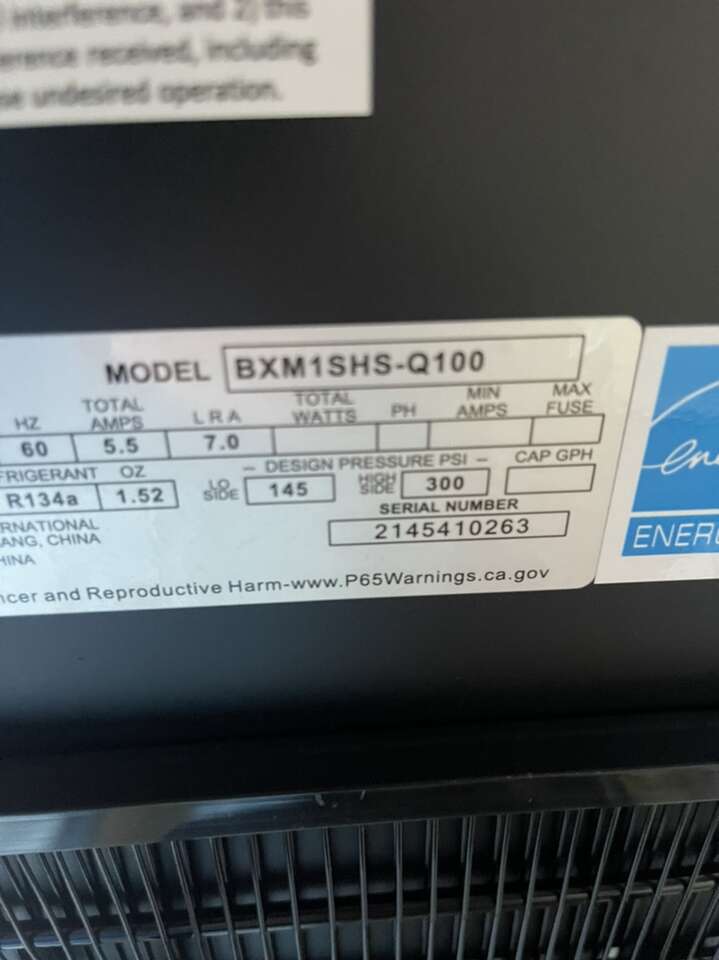 interference, and 2) this
erence received, including
se undesired operation.
MODEL BXM1SHS-Q100
HZ TOTAL AMPS LRA TOTAL WATTS PH MIN AMPS MAX FUSE
60 5.5 7.0
FRIGERANT OZ - DESIGN PRESSURE PSI - CAP GPH
R134a 1.52 LO SIDE 145 HIGH SIDE 300
SERIAL NUMBER
RNATIONAL
ANG, CHINA 2145410263
HINA
ncer and Reproductive Harm-www.P65Warnings.ca.gov
ene
ENERG